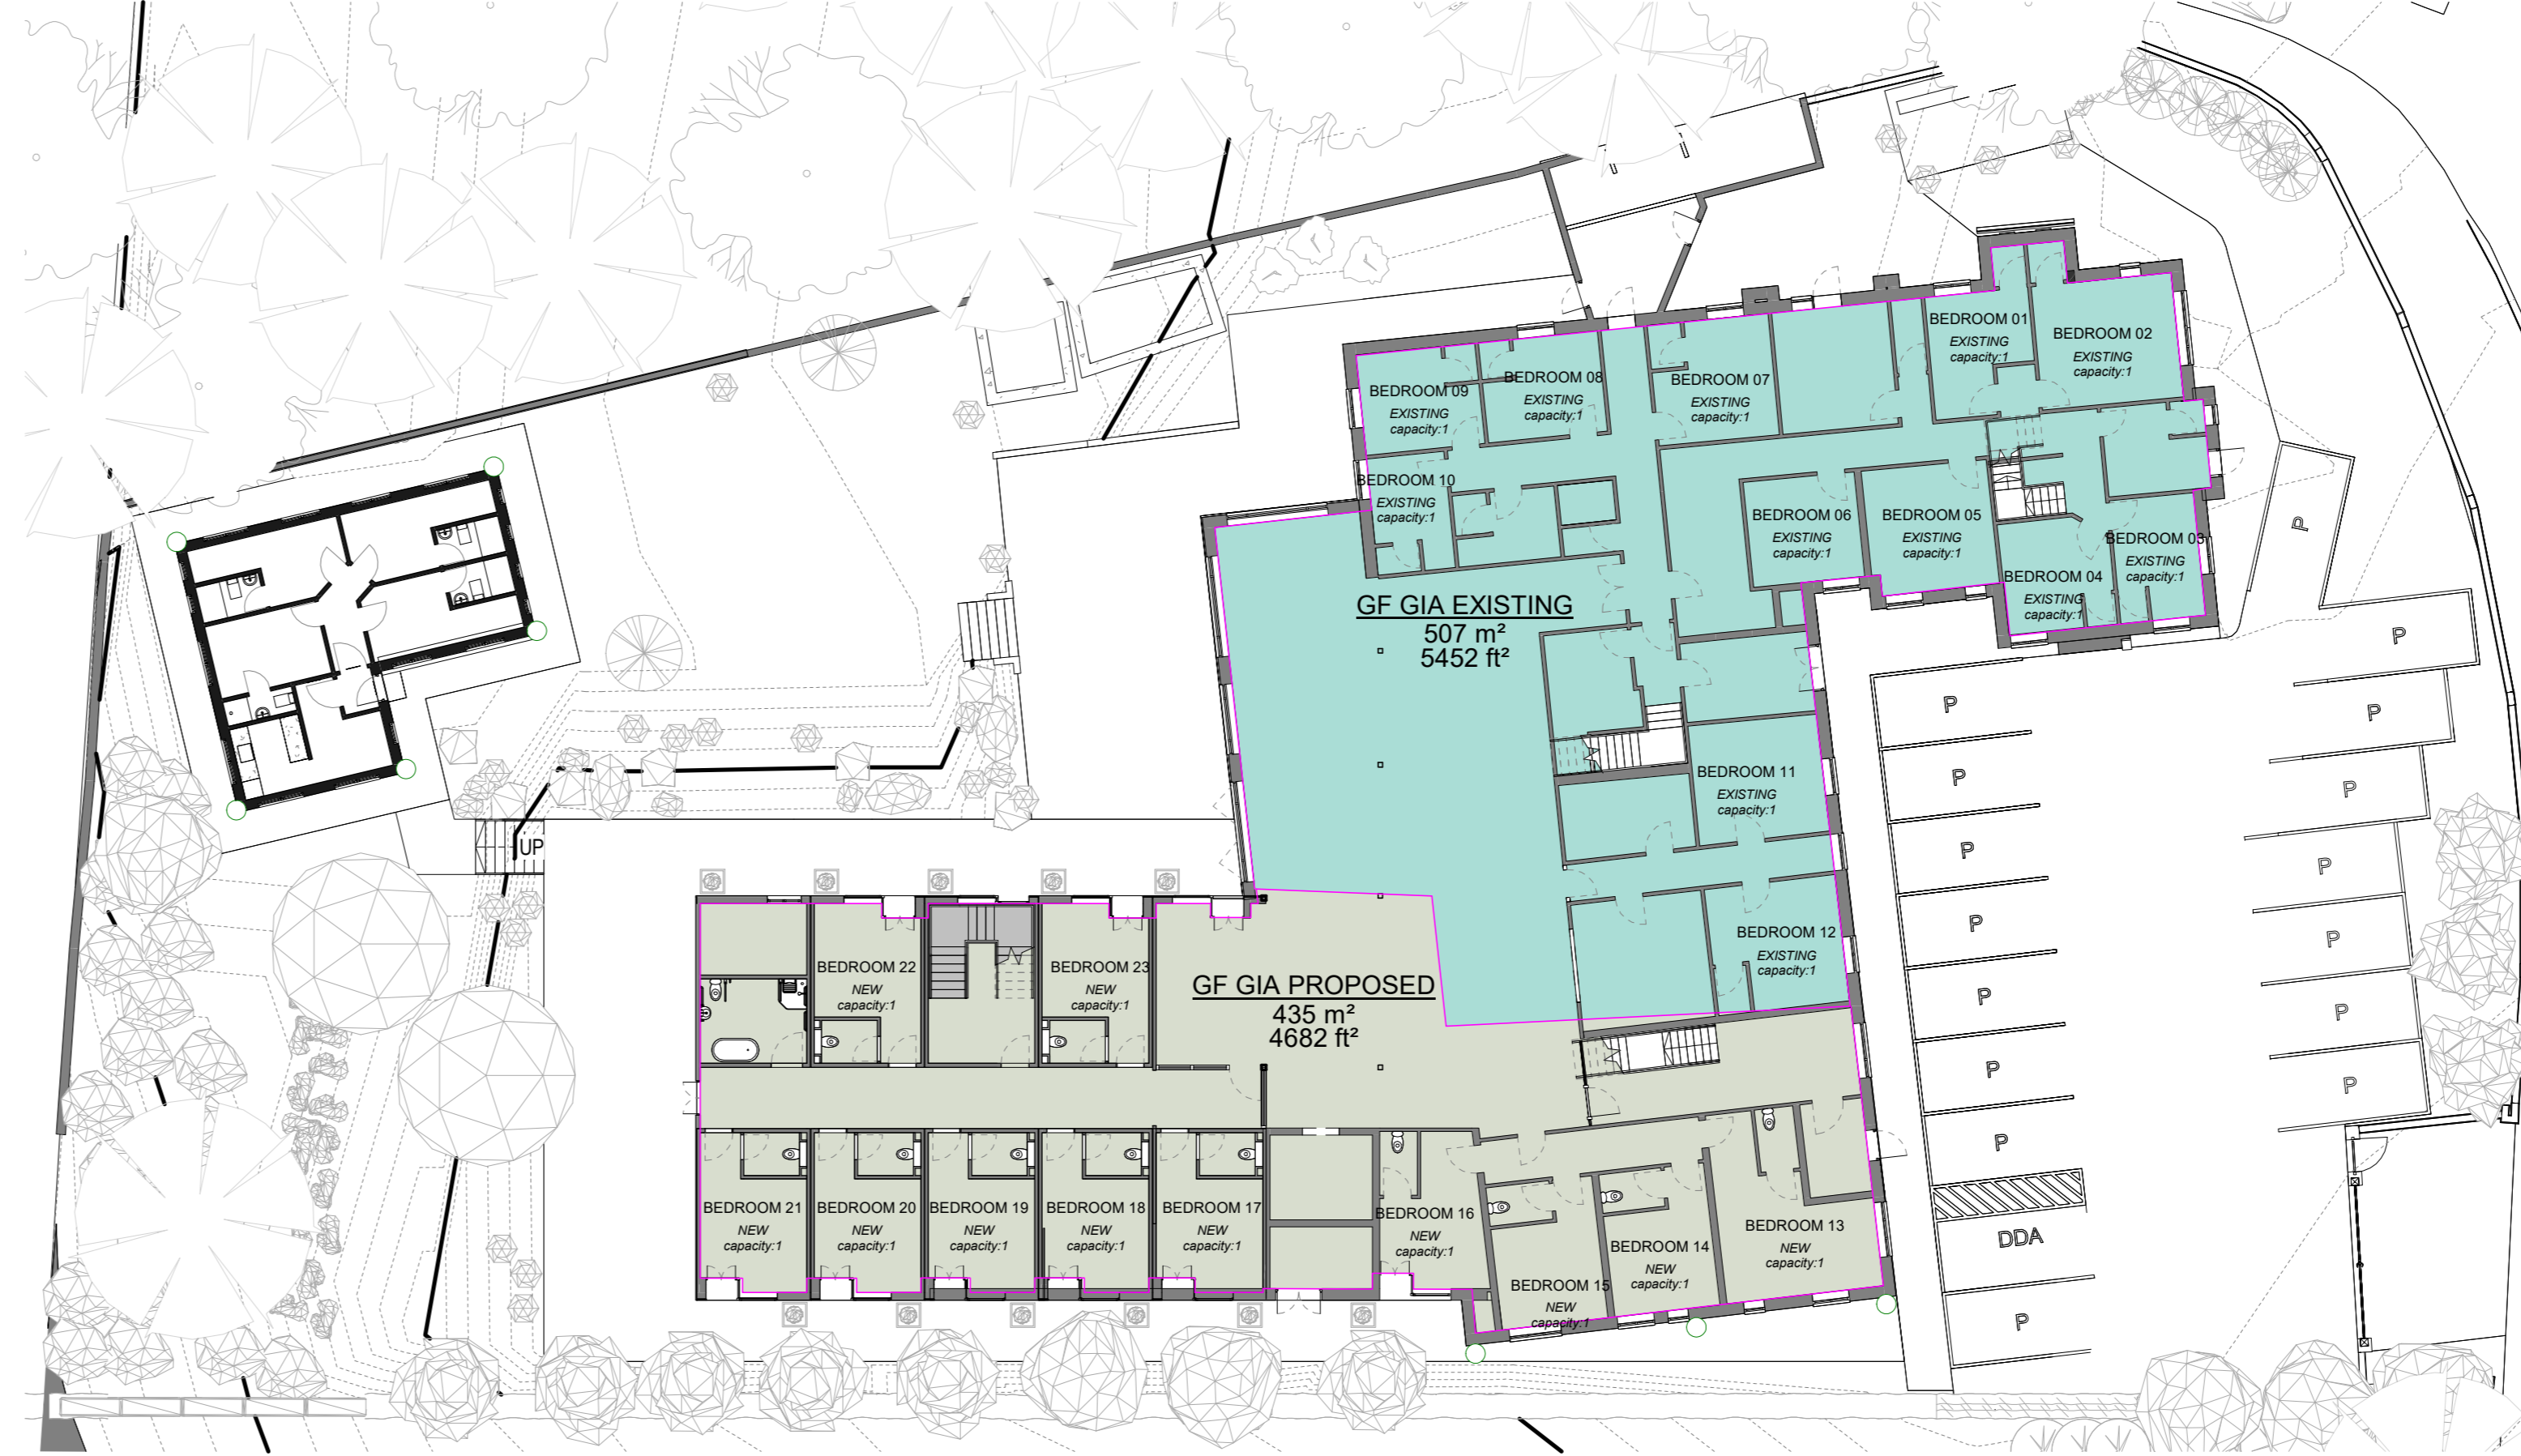 BEDROOM 01
EXISTING
capacity:1
BEDROOM 02
EXISTING
capacity:1
BEDROOM 09
EXISTING
capacity:1
BEDROOM 08
EXISTING
capacity:1
BEDROOM 07
EXISTING
capacity:1
BEDROOM 10
EXISTING
capacity:1
BEDROOM 06
EXISTING
capacity:1
BEDROOM 05
EXISTING
capacity:1
BEDROOM 04
EXISTING
capacity:1
BEDROOM 03
EXISTING
capacity:1
GF GIA EXISTING
507 m²
5452 ft²
BEDROOM 11
EXISTING
capacity:1
BEDROOM 12
EXISTING
capacity:1
UP
BEDROOM 22
NEW
capacity:1
BEDROOM 23
NEW
capacity:1
GF GIA PROPOSED
435 m²
4682 ft²
BEDROOM 21
NEW
capacity:1
BEDROOM 20
NEW
capacity:1
BEDROOM 19
NEW
capacity:1
BEDROOM 18
NEW
capacity:1
BEDROOM 17
NEW
capacity:1
BEDROOM 16
NEW
capacity:1
BEDROOM 15
NEW
capacity:1
BEDROOM 14
NEW
capacity:1
BEDROOM 13
NEW
capacity:1
P
P
P
P
P
P
P
P
P
DDA
P
P
P
P
P
P
P
P
P